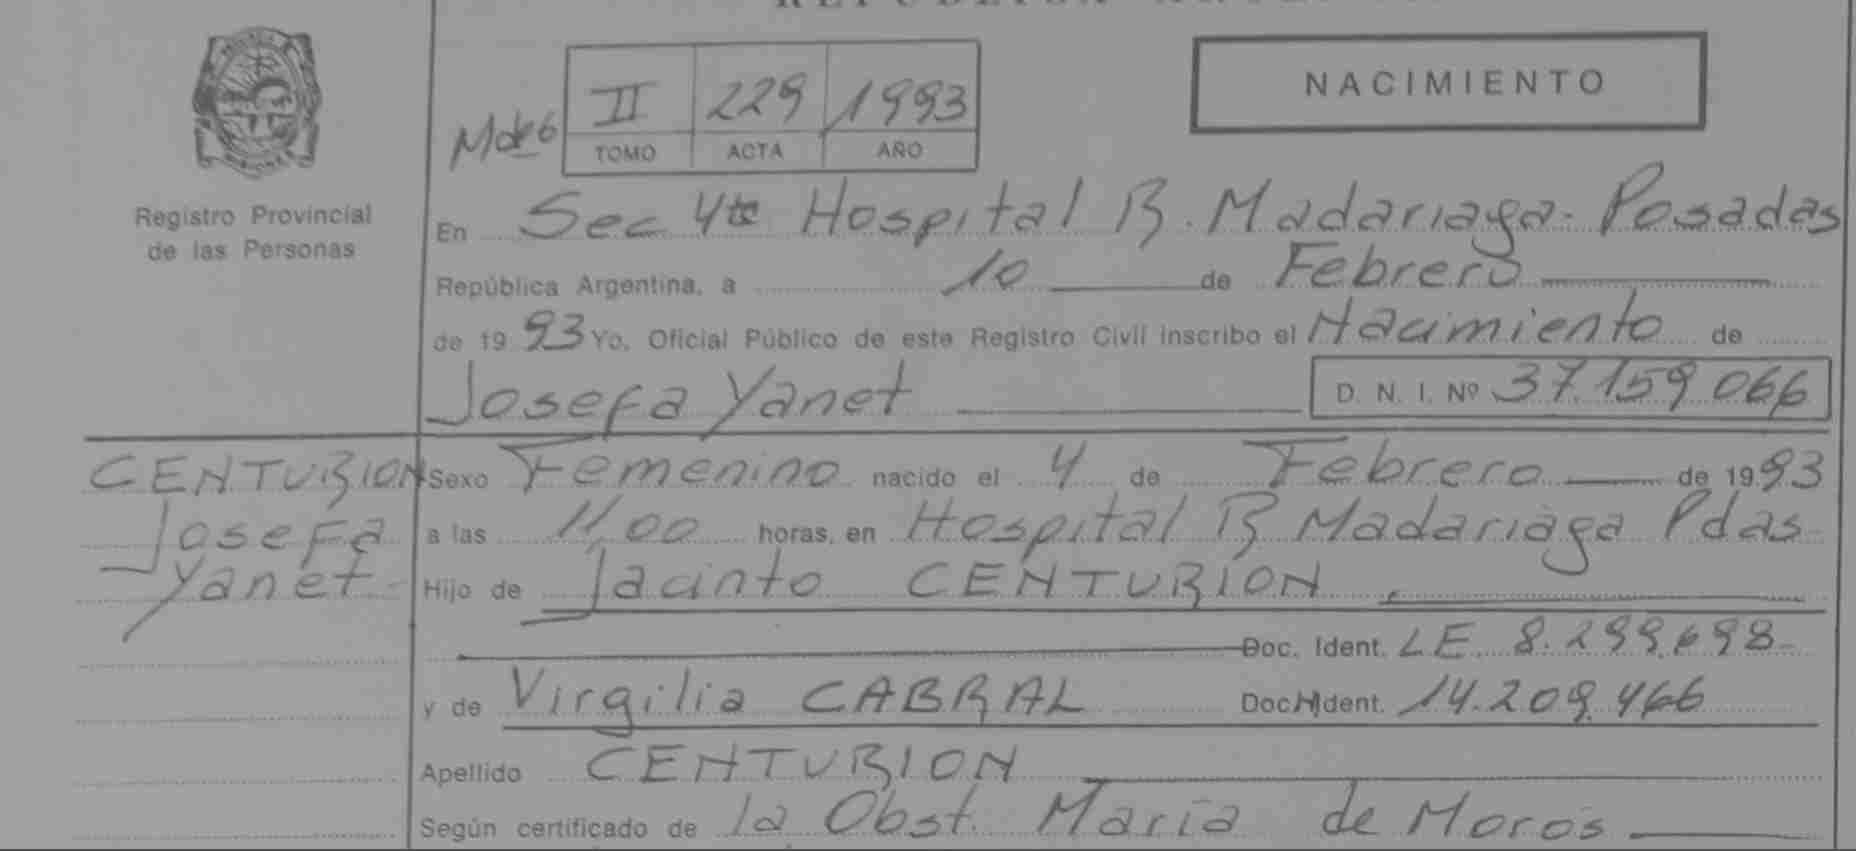 REPUBLICA ARGENTINA
NACIMIENTO
II 229 1993
TOMO ACTA AÑO
Registro Provincial
de las Personas
En Sec 4ta Hospital R. Madariaga. Posadas
República Argentina, a 10 de Febrero
de 1993 Yo, Oficial Público de este Registro Civil inscribo el Nacimiento de
Josefa Yanet D. N. I. Nº 37.159.066
CENTURION
Josefa
Yanet
Sexo Femenino nacido el 4 de Febrero de 1993
a las 11,00 horas, en Hospital R Madariaga Pdas
Hijo de Jacinto CENTURION
Doc. Ident. LE. 8.299.698
y de Virgilia CABRAL Doc. Ident. 14.209.466
Apellido CENTURION
Según certificado de la Obst. María de Moros